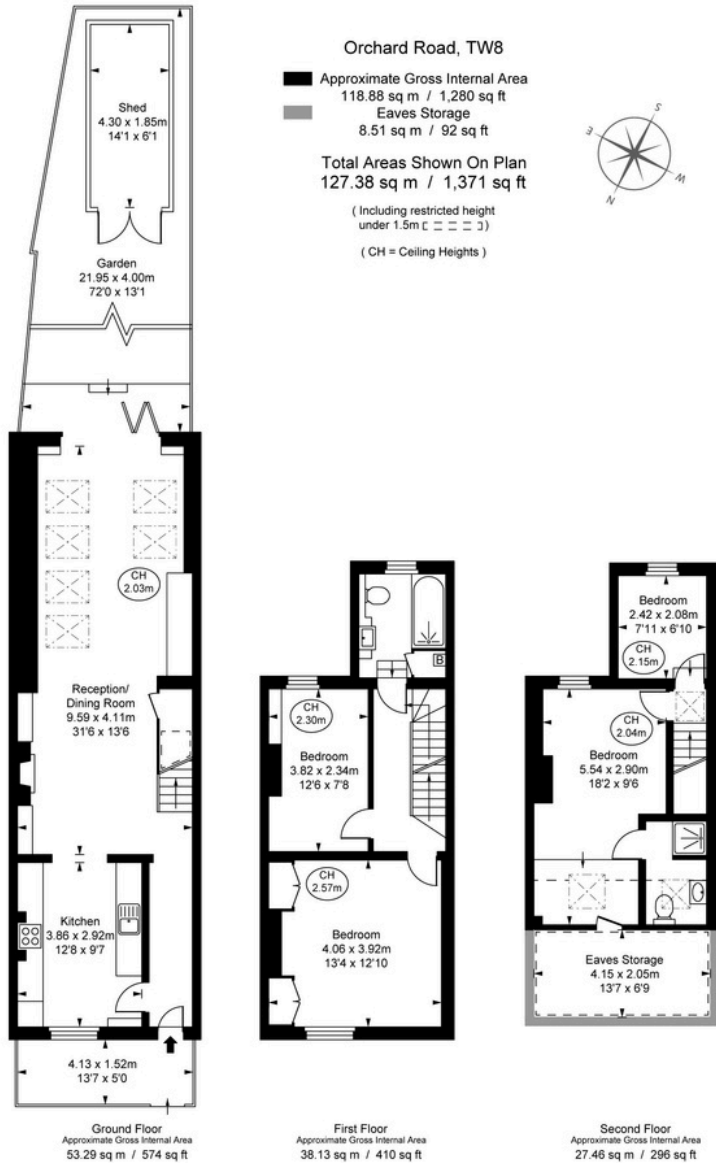 Orchard Road, TW8
Approximate Gross Internal Area
118.88 sq m / 1,280 sq ft
Eaves Storage
8.51 sq m / 92 sq ft
Total Areas Shown On Plan
127.38 sq m / 1,371 sq ft
( Including restricted height
under 1.5m )
( CH = Ceiling Heights )
S
E
W
N
Shed
4.30 x 1.85m
14'1 x 6'1
Garden
21.95 x 4.00m
72'0 x 13'1
CH
2.03m
Reception/
Dining Room
9.59 x 4.11m
31'6 x 13'6
Kitchen
3.86 x 2.92m
12'8 x 9'7
4.13 x 1.52m
13'7 x 5'0
Ground Floor
Approximate Gross Internal Area
53.29 sq m / 574 sq ft
B
CH
2.30m
Bedroom
3.82 x 2.34m
12'6 x 7'8
CH
2.57m
Bedroom
4.06 x 3.92m
13'4 x 12'10
First Floor
Approximate Gross Internal Area
38.13 sq m / 410 sq ft
Bedroom
2.42 x 2.08m
7'11 x 6'10
CH
2.15m
CH
2.04m
Bedroom
5.54 x 2.90m
18'2 x 9'6
Eaves Storage
4.15 x 2.05m
13'7 x 6'9
Second Floor
Approximate Gross Internal Area
27.46 sq m / 296 sq ft